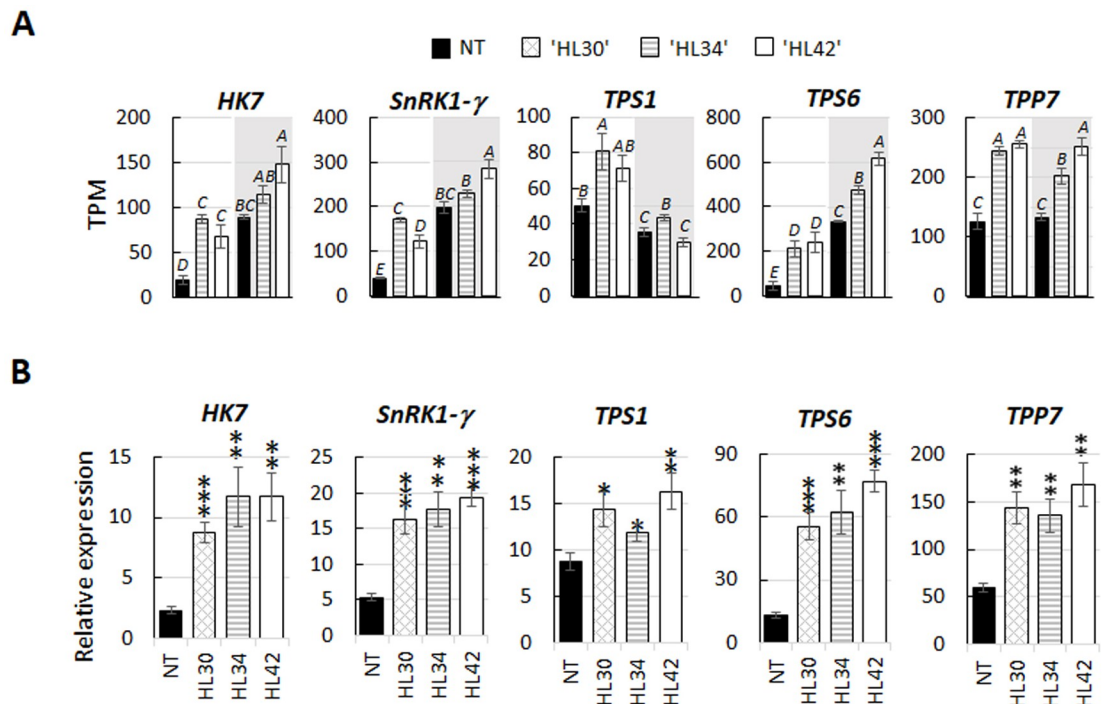 A
NT 'HL30' 'HL34' 'HL42'
HK7 SnRK1-γ TPS1 TPS6 TPP7
TPM
200
150
100
50
0
D C C BC AB A
400
300
200
100
0
E C D BC B A
100
80
60
40
20
0
B A AB C B C
800
600
400
200
0
E D D C B A
300
200
100
0
C A A C B A
B
HK7 SnRK1-γ TPS1 TPS6 TPP7
Relative expression
15
10
5
0
*** ** **
NT HL30 HL34 HL42
25
20
15
10
5
0
*** ** ***
NT HL30 HL34 HL42
20
15
10
5
0
* * **
NT HL30 HL34 HL42
90
60
30
0
*** ** ***
NT HL30 HL34 HL42
200
150
100
50
0
** ** **
NT HL30 HL34 HL42